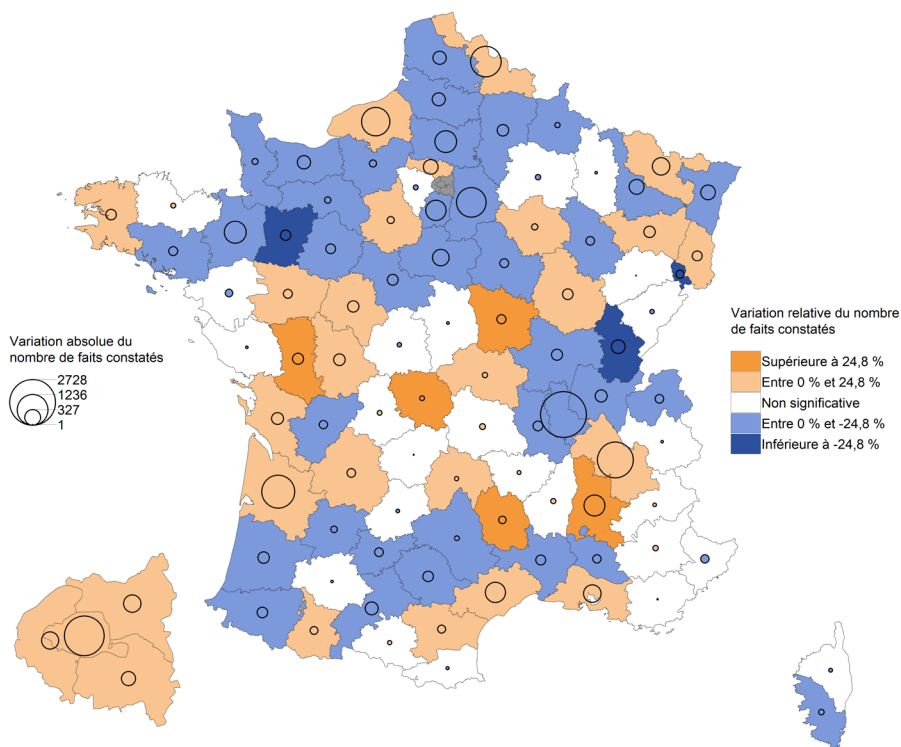 Variation absolue du
nombre de faits constatés
2728
1236
327
1
Variation relative du nombre
de faits constatés
Supérieure à 24,8 %
Entre 0 % et 24,8 %
Non significative
Entre 0 % et -24,8 %
Inférieure à -24,8 %